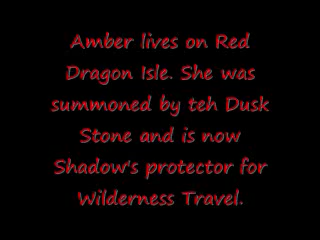 Amber lives on Red
Dragon Isle. She was
summoned by teh Dusk
Stone and is now
Shadow's protector for
Wilderness Travel.